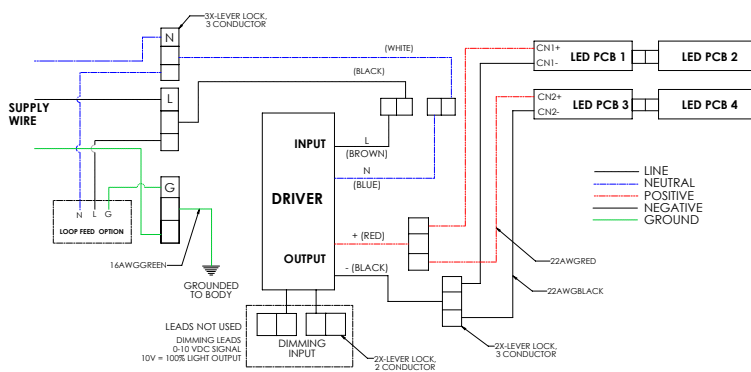 3X-LEVER LOCK,
3 CONDUCTOR
N
(WHITE)
(BLACK)
L
SUPPLY
WIRE
G
N L G
LOOP FEED OPTION
16AWGGREEN
GROUNDED
TO BODY
INPUT
L
(BROWN)
N
(BLUE)
DRIVER
+ (RED)
OUTPUT
- (BLACK)
LEADS NOT USED
DIMMING LEADS
0-10 VDC SIGNAL
10V = 100% LIGHT OUTPUT
DIMMING
INPUT
2X-LEVER LOCK,
2 CONDUCTOR
2X-LEVER LOCK,
3 CONDUCTOR
CN1+
CN1-
LED PCB 1
LED PCB 2
CN2+
CN2-
LED PCB 3
LED PCB 4
LINE
NEUTRAL
POSITIVE
NEGATIVE
GROUND
22AWGRED
22AWGBLACK